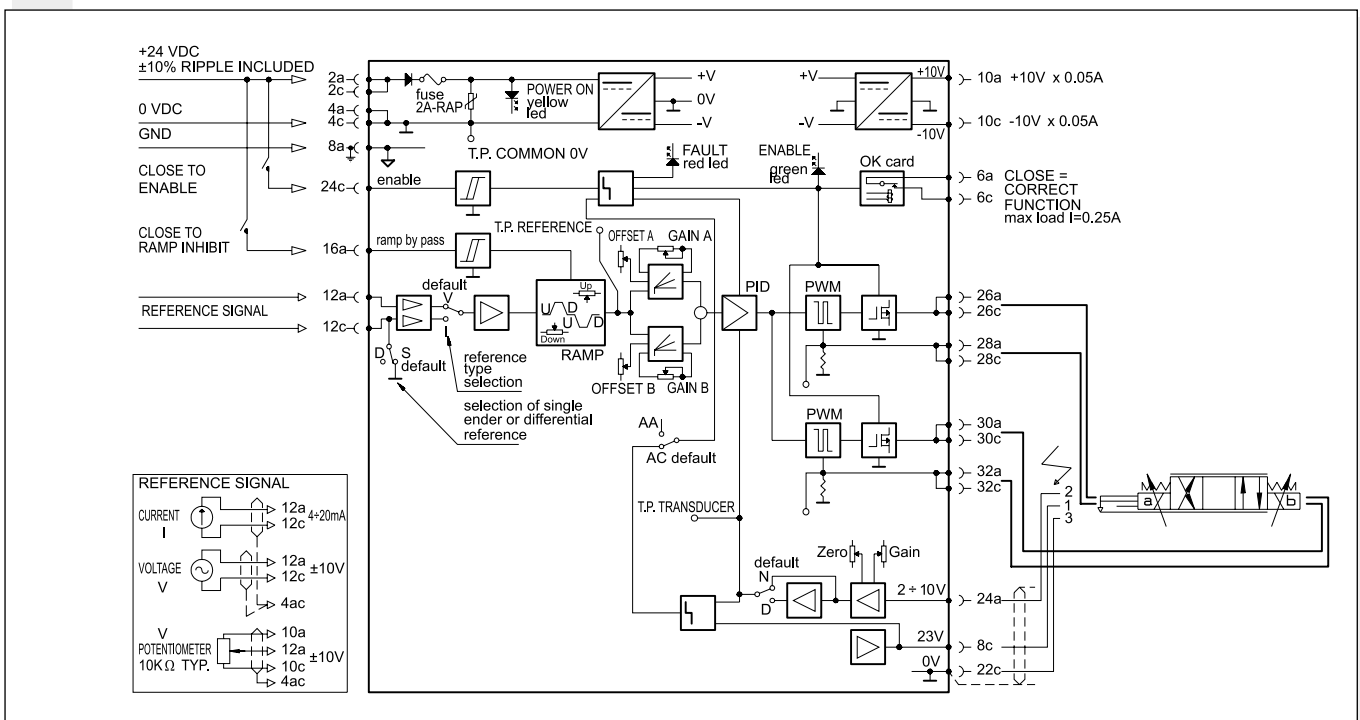 +24 VDC
±10% RIPPLE INCLUDED
0 VDC
GND
CLOSE TO
ENABLE
CLOSE TO
RAMP INHIBIT
REFERENCE SIGNAL
2a
2c
4a
4c
8a
24c
16a
12a
12c
fuse
2A-RAP
POWER ON
yellow
led
+V
0V
-V
+V
-V
+10V
-10V
10a +10V x 0.05A
10c -10V x 0.05A
T.P. COMMON 0V
FAULT
red led
ENABLE
green
led
OK card
6a
6c
CLOSE =
CORRECT
FUNCTION
max load I=0.25A
enable
ramp by pass
T.P. REFERENCE
OFFSET A
GAIN A
default
V
I
Up
U D
U D
Down
RAMP
OFFSET B
GAIN B
PID
PWM
26a
26c
28a
28c
D
S
default
reference
type
selection
selection of single
ender or differential
reference
AA
AC default
PWM
30a
30c
32a
32c
2
1
3
a
b
T.P. TRANSDUCER
Zero
Gain
default
N
D
2 ÷ 10V
24a
23V
8c
0V
22c
REFERENCE SIGNAL
CURRENT
I
12a
12c
4÷20mA
VOLTAGE
V
12a
12c
±10V
4ac
V
POTENTIOMETER
10KΩ TYP.
10a
12a
10c
±10V
4ac